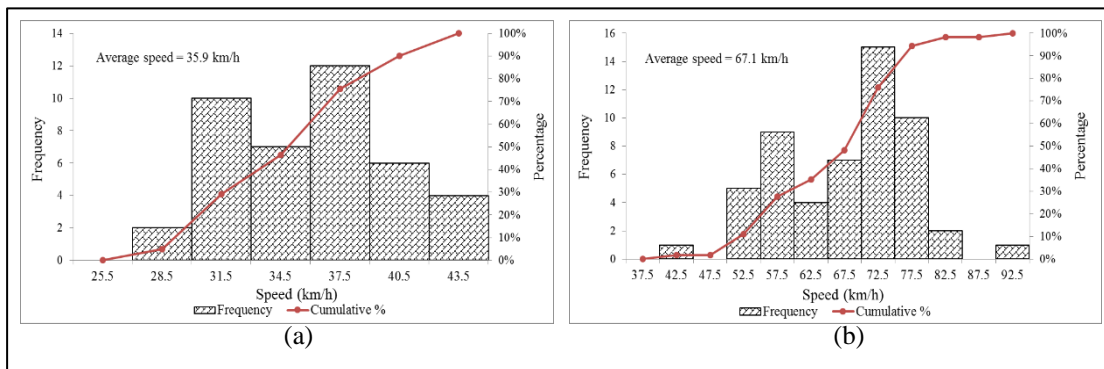 Average speed = 35.9 km/h
Frequency
14
12
10
8
6
4
2
0
100%
90%
80%
70%
60%
50%
40%
30%
20%
10%
0%
Percentage
25.5 28.5 31.5 34.5 37.5 40.5 43.5
Speed (km/h)
Frequency Cumulative %
(a)
Average speed = 67.1 km/h
Frequency
16
14
12
10
8
6
4
2
0
100%
90%
80%
70%
60%
50%
40%
30%
20%
10%
0%
Percentage
37.5 42.5 47.5 52.5 57.5 62.5 67.5 72.5 77.5 82.5 87.5 92.5
Speed (km/h)
Frequency Cumulative %
(b)